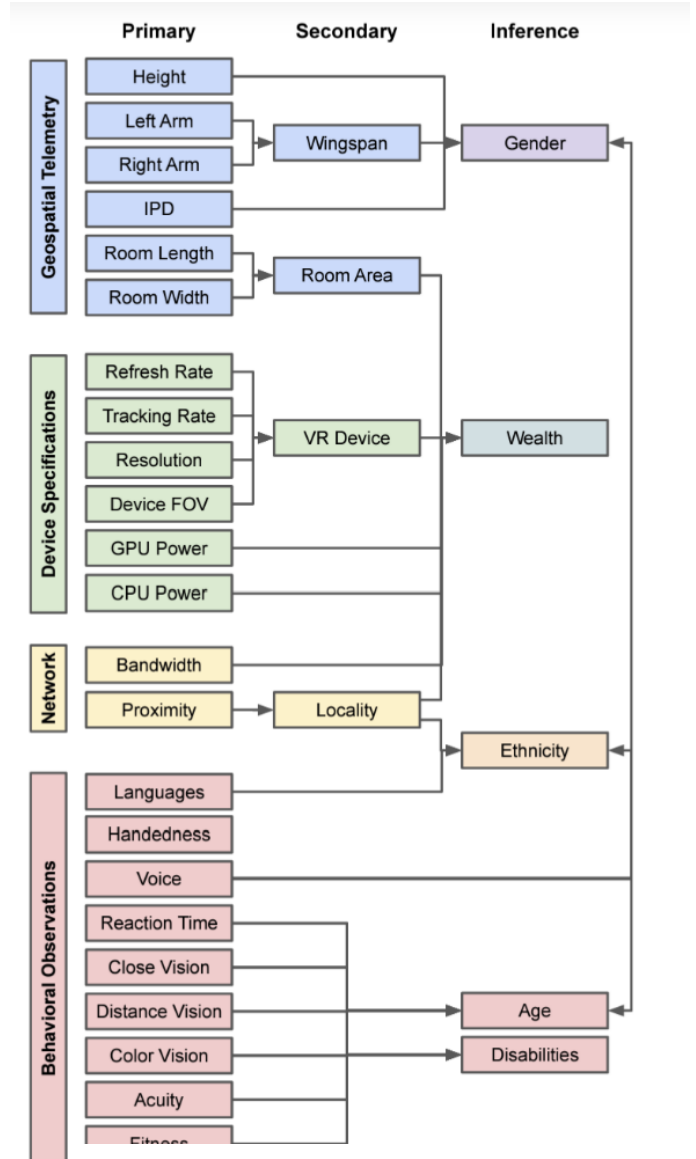 Primary Secondary Inference
Geospatial Telemetry
Height
Left Arm
Right Arm
Wingspan
Gender
IPD
Room Length
Room Width
Room Area
Device Specifications
Refresh Rate
Tracking Rate
Resolution
Device FOV
VR Device
Wealth
GPU Power
CPU Power
Network
Bandwidth
Proximity
Locality
Ethnicity
Behavioral Observations
Languages
Handedness
Voice
Reaction Time
Close Vision
Distance Vision
Age
Color Vision
Disabilities
Acuity
Fitness